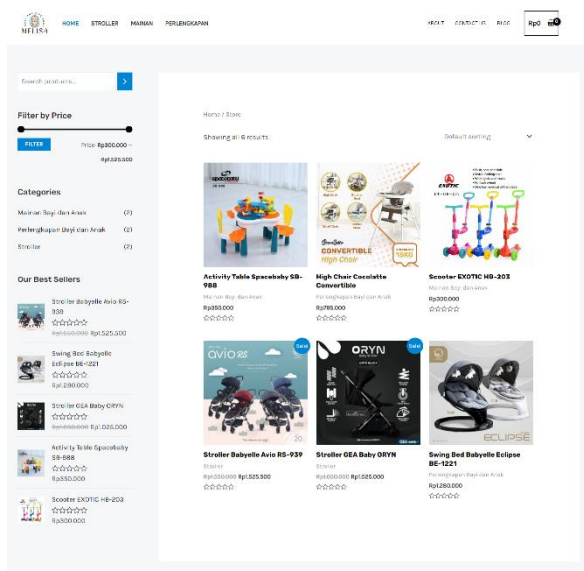 MELISA
HOME STROLLER MAINAN PERLENGKAPAN
ABOUT CONTACT US BLOG Rp0
Search products...
Filter by Price
FILTER
Price: Rp300.000 —
Rp1.525.500
Categories
Mainan Bayi dan Anak (2)
Perlengkapan Bayi dan Anak (2)
Stroller (2)
Our Best Sellers
Stroller Babyelle Avio RS-
939
Rp1.525.500
Swing Bed Babyelle
Eclipse BE-1221
Rp1.280.000
Stroller GEA Baby ORYN
Rp1.025.000
Activity Table Spacebaby
SB-988
Rp350.000
Scooter EXOTIC HB-203
Rp300.000
Home / Store
Showing all 6 results
Default sorting
spacebaby
Activity Table Spacebaby SB-
988
Mainan Bayi dan Anak
Rp350.000
CONVERTIBLE
High Chair
15KG
High Chair Cocolatte
Convertible
Perlengkapan Bayi dan Anak
Rp785.000
EXOTIC
Scooter EXOTIC HB-203
Mainan Bayi dan Anak
Rp300.000
Sale!
avio RS
Stroller Babyelle Avio RS-939
Stroller
Rp1.525.500
Sale!
ORYN
Stroller GEA Baby ORYN
Stroller
Rp1.025.000
ECLIPSE
Swing Bed Babyelle Eclipse
BE-1221
Perlengkapan Bayi dan Anak
Rp1.280.000